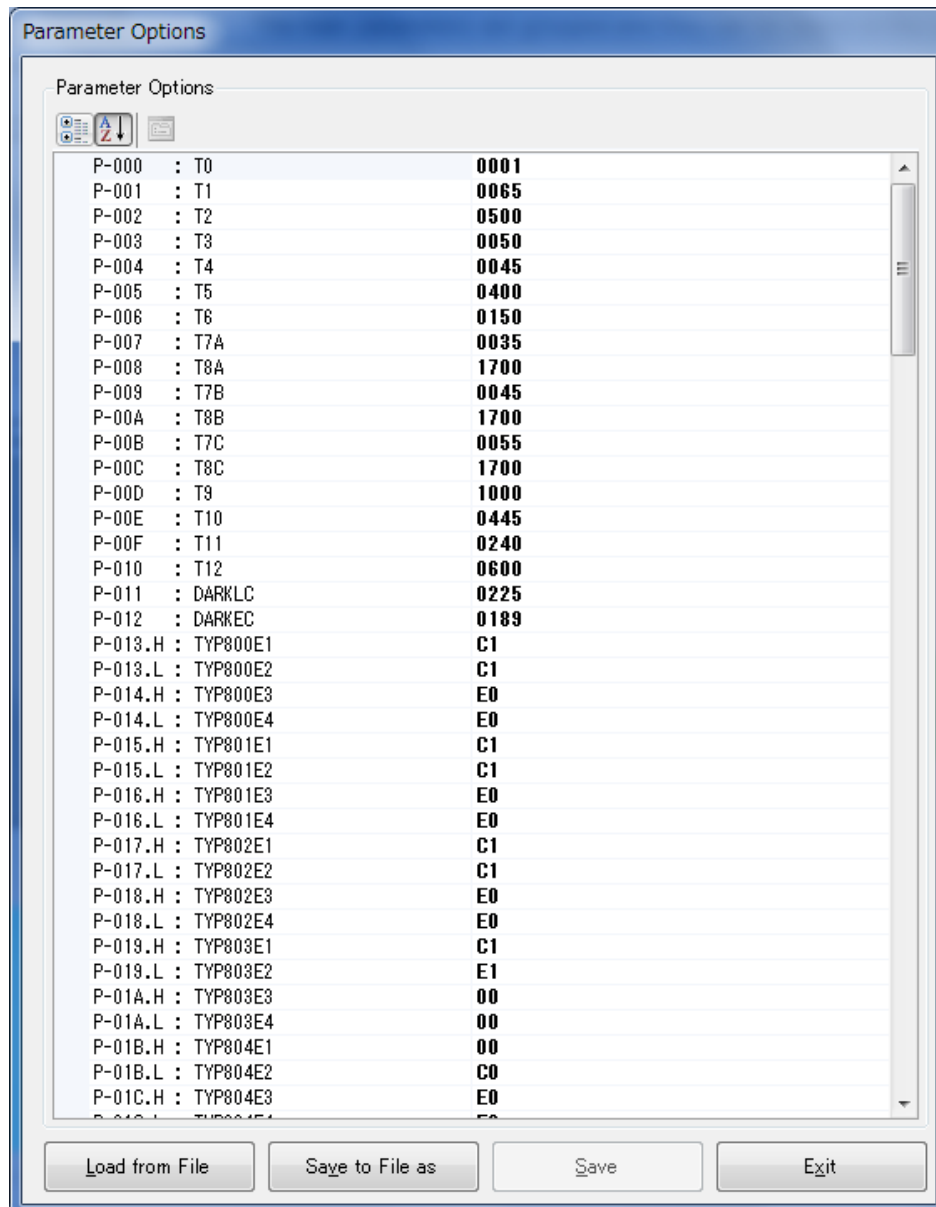 Parameter Options
Parameter Options
P-000 : T0 0001
P-001 : T1 0065
P-002 : T2 0500
P-003 : T3 0050
P-004 : T4 0045
P-005 : T5 0400
P-006 : T6 0150
P-007 : T7A 0035
P-008 : T8A 1700
P-009 : T7B 0045
P-00A : T8B 1700
P-00B : T7C 0055
P-00C : T8C 1700
P-00D : T9 1000
P-00E : T10 0445
P-00F : T11 0240
P-010 : T12 0600
P-011 : DARKLC 0225
P-012 : DARKEC 0189
P-013.H : TYP800E1 C1
P-013.L : TYP800E2 C1
P-014.H : TYP800E3 E0
P-014.L : TYP800E4 E0
P-015.H : TYP801E1 C1
P-015.L : TYP801E2 C1
P-016.H : TYP801E3 E0
P-016.L : TYP801E4 E0
P-017.H : TYP802E1 C1
P-017.L : TYP802E2 C1
P-018.H : TYP802E3 E0
P-018.L : TYP802E4 E0
P-019.H : TYP803E1 C1
P-019.L : TYP803E2 E1
P-01A.H : TYP803E3 00
P-01A.L : TYP803E4 00
P-01B.H : TYP804E1 00
P-01B.L : TYP804E2 C0
P-01C.H : TYP804E3 E0
Load from File Save to File as Save Exit